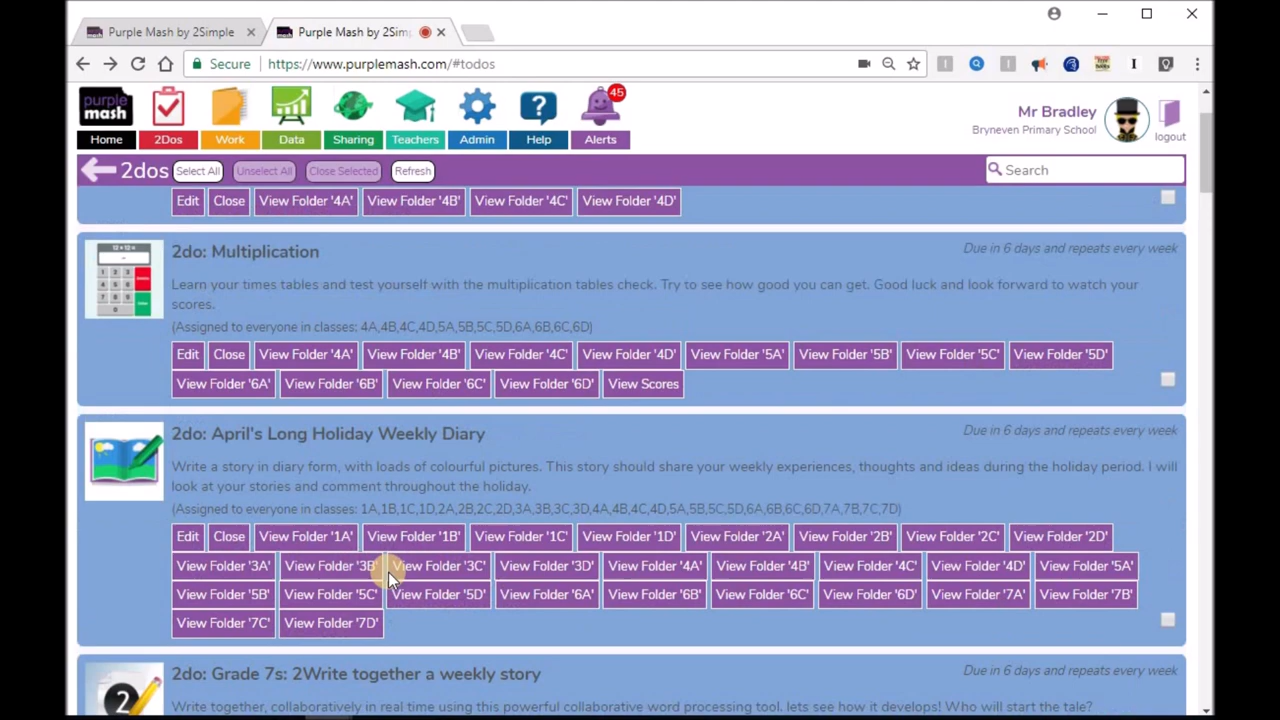 Purple Mash by 2Simple
Purple Mash by 2Simp
Secure
https://www.purplemash.com/#todos
purple mash
45
Home
2Dos
Work
Data
Sharing
Teachers
Admin
Help
Alerts
Mr Bradley
Bryneven Primary School
logout
2dos
Select All
Unselect All
Close Selected
Refresh
Search
Edit Close View Folder '4A' View Folder '4B' View Folder '4C' View Folder '4D'
2do: Multiplication
Due in 6 days and repeats every week
Learn your times tables and test yourself with the multiplication tables check. Try to see how good you can get. Good luck and look forward to watch your
scores.
(Assigned to everyone in classes: 4A,4B,4C,4D,5A,5B,5C,5D,6A,6B,6C,6D)
Edit Close View Folder '4A' View Folder '4B' View Folder '4C' View Folder '4D' View Folder '5A' View Folder '5B' View Folder '5C' View Folder '5D'
View Folder '6A' View Folder '6B' View Folder '6C' View Folder '6D' View Scores
2do: April's Long Holiday Weekly Diary
Due in 6 days and repeats every week
Write a story in diary form, with loads of colourful pictures. This story should share your weekly experiences, thoughts and ideas during the holiday period. I will
look at your stories and comment throughout the holiday.
(Assigned to everyone in classes: 1A,1B,1C,1D,2A,2B,2C,2D,3A,3B,3C,3D,4A,4B,4C,4D,5A,5B,5C,5D,6A,6B,6C,6D,7A,7B,7C,7D)
Edit Close View Folder '1A' View Folder '1B' View Folder '1C' View Folder '1D' View Folder '2A' View Folder '2B' View Folder '2C' View Folder '2D'
View Folder '3A' View Folder '3B' View Folder '3C' View Folder '3D' View Folder '4A' View Folder '4B' View Folder '4C' View Folder '4D' View Folder '5A'
View Folder '5B' View Folder '5C' View Folder '5D' View Folder '6A' View Folder '6B' View Folder '6C' View Folder '6D' View Folder '7A' View Folder '7B'
View Folder '7C' View Folder '7D'
2do: Grade 7s: 2Write together a weekly story
Due in 6 days and repeats every week
2
Write together, collaboratively in real time using this powerful collaborative word processing tool. lets see how it develops! Who will start the tale?